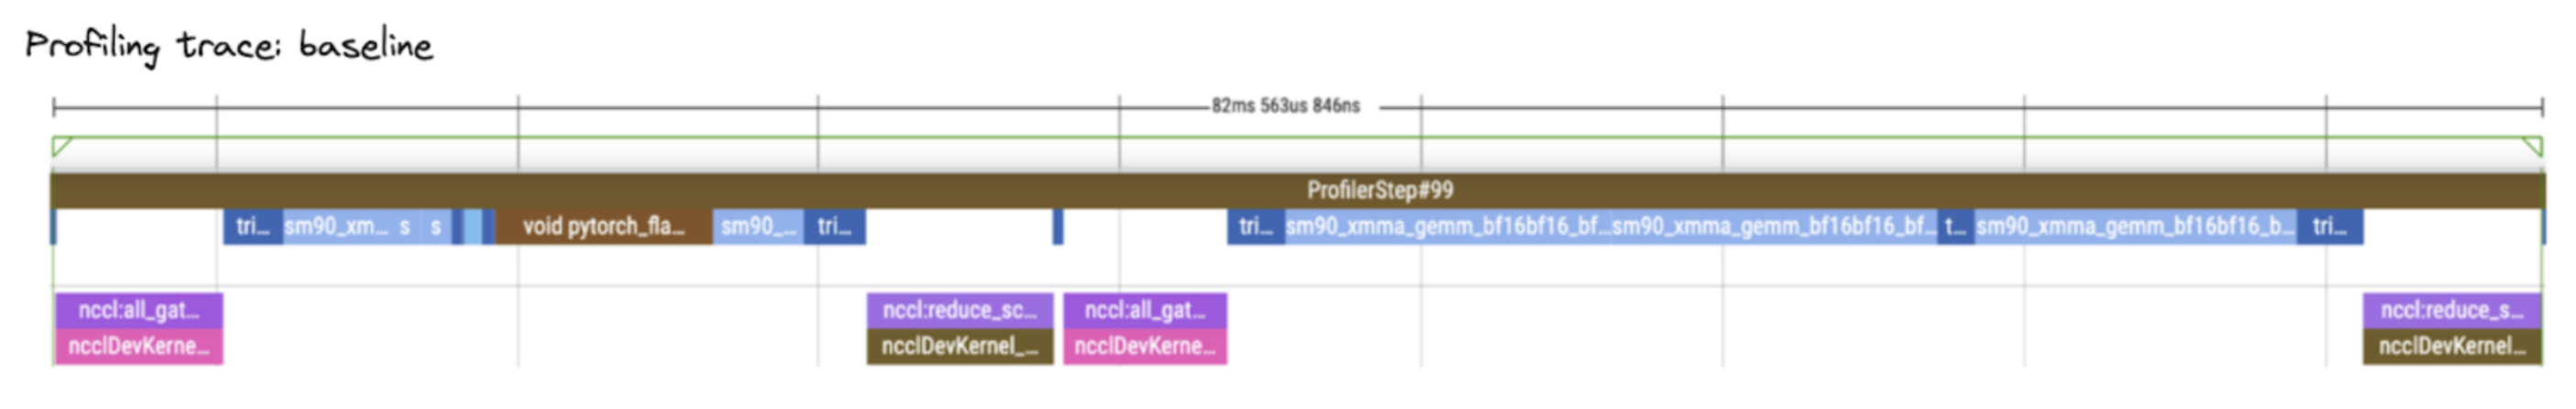 Profiling trace: baseline
82ms 563us 846ns
ProfilerStep#99
tri... sm90_xm... s s void pytorch_fla... sm90_... tri... tri... sm90_xmma_gemm_bf16bf16_bf... sm90_xmma_gemm_bf16bf16_bf... t... sm90_xmma_gemm_bf16bf16_b... tri...
nccl:all_gat... nccl:reduce_sc... nccl:all_gat... nccl:reduce_s...
ncclDevKerne... ncclDevKernel_... ncclDevKerne... ncclDevKernel...